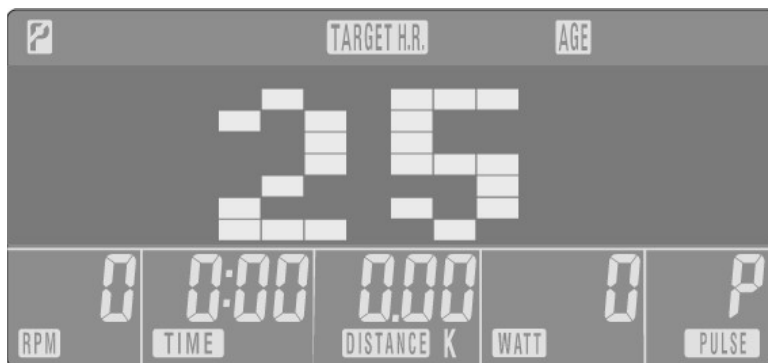 P TARGET H.R. AGE
25
0 0:00 0.00 0 P
RPM TIME DISTANCE K WATT PULSE